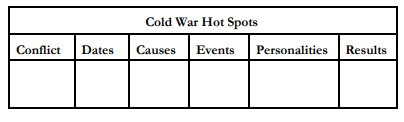 Cold War Hot Spots
Conflict Dates Causes Events Personalities Results